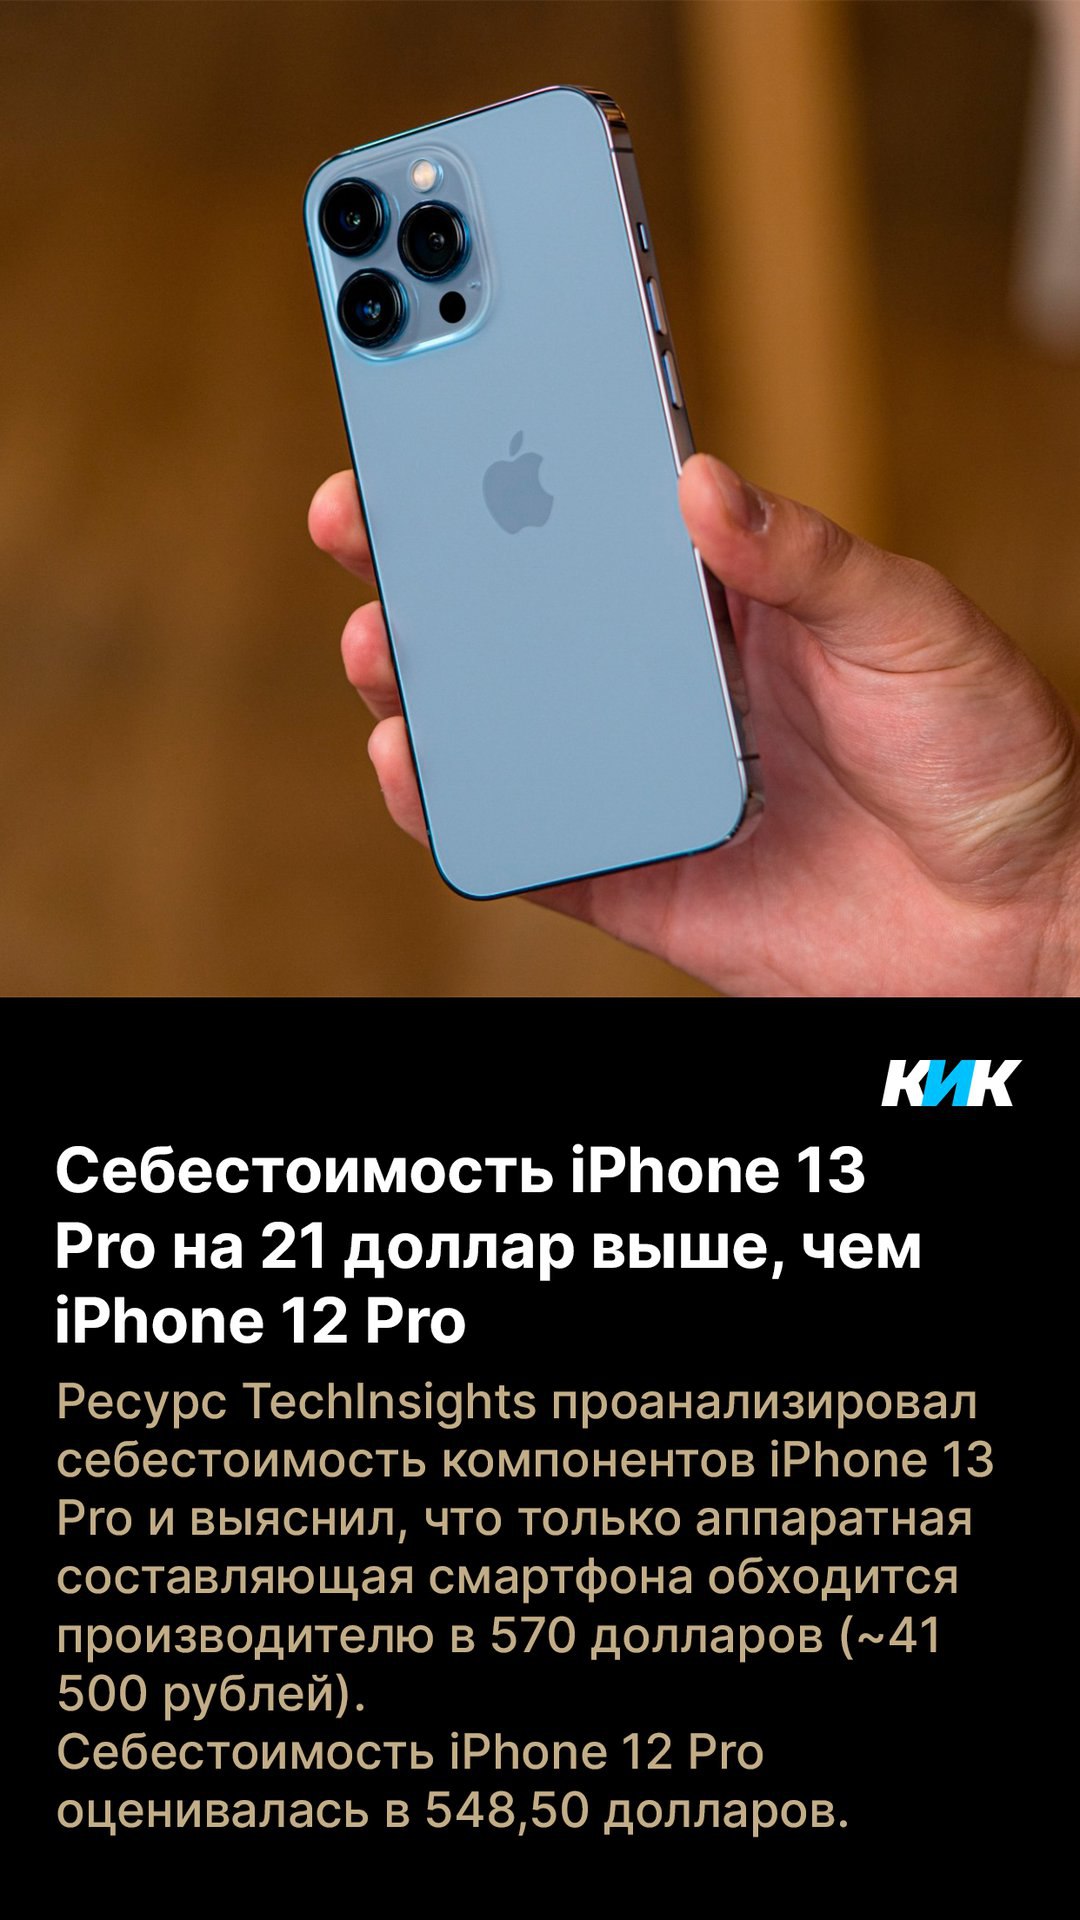 КИК
Себестоимость iPhone 13
Pro на 21 доллар выше, чем
iPhone 12 Pro
Ресурс TechInsights проанализировал
себестоимость компонентов iPhone 13
Pro и выяснил, что только аппаратная
составляющая смартфона обходится
производителю в 570 долларов (~41
500 рублей).
Себестоимость iPhone 12 Pro
оценивалась в 548,50 долларов.